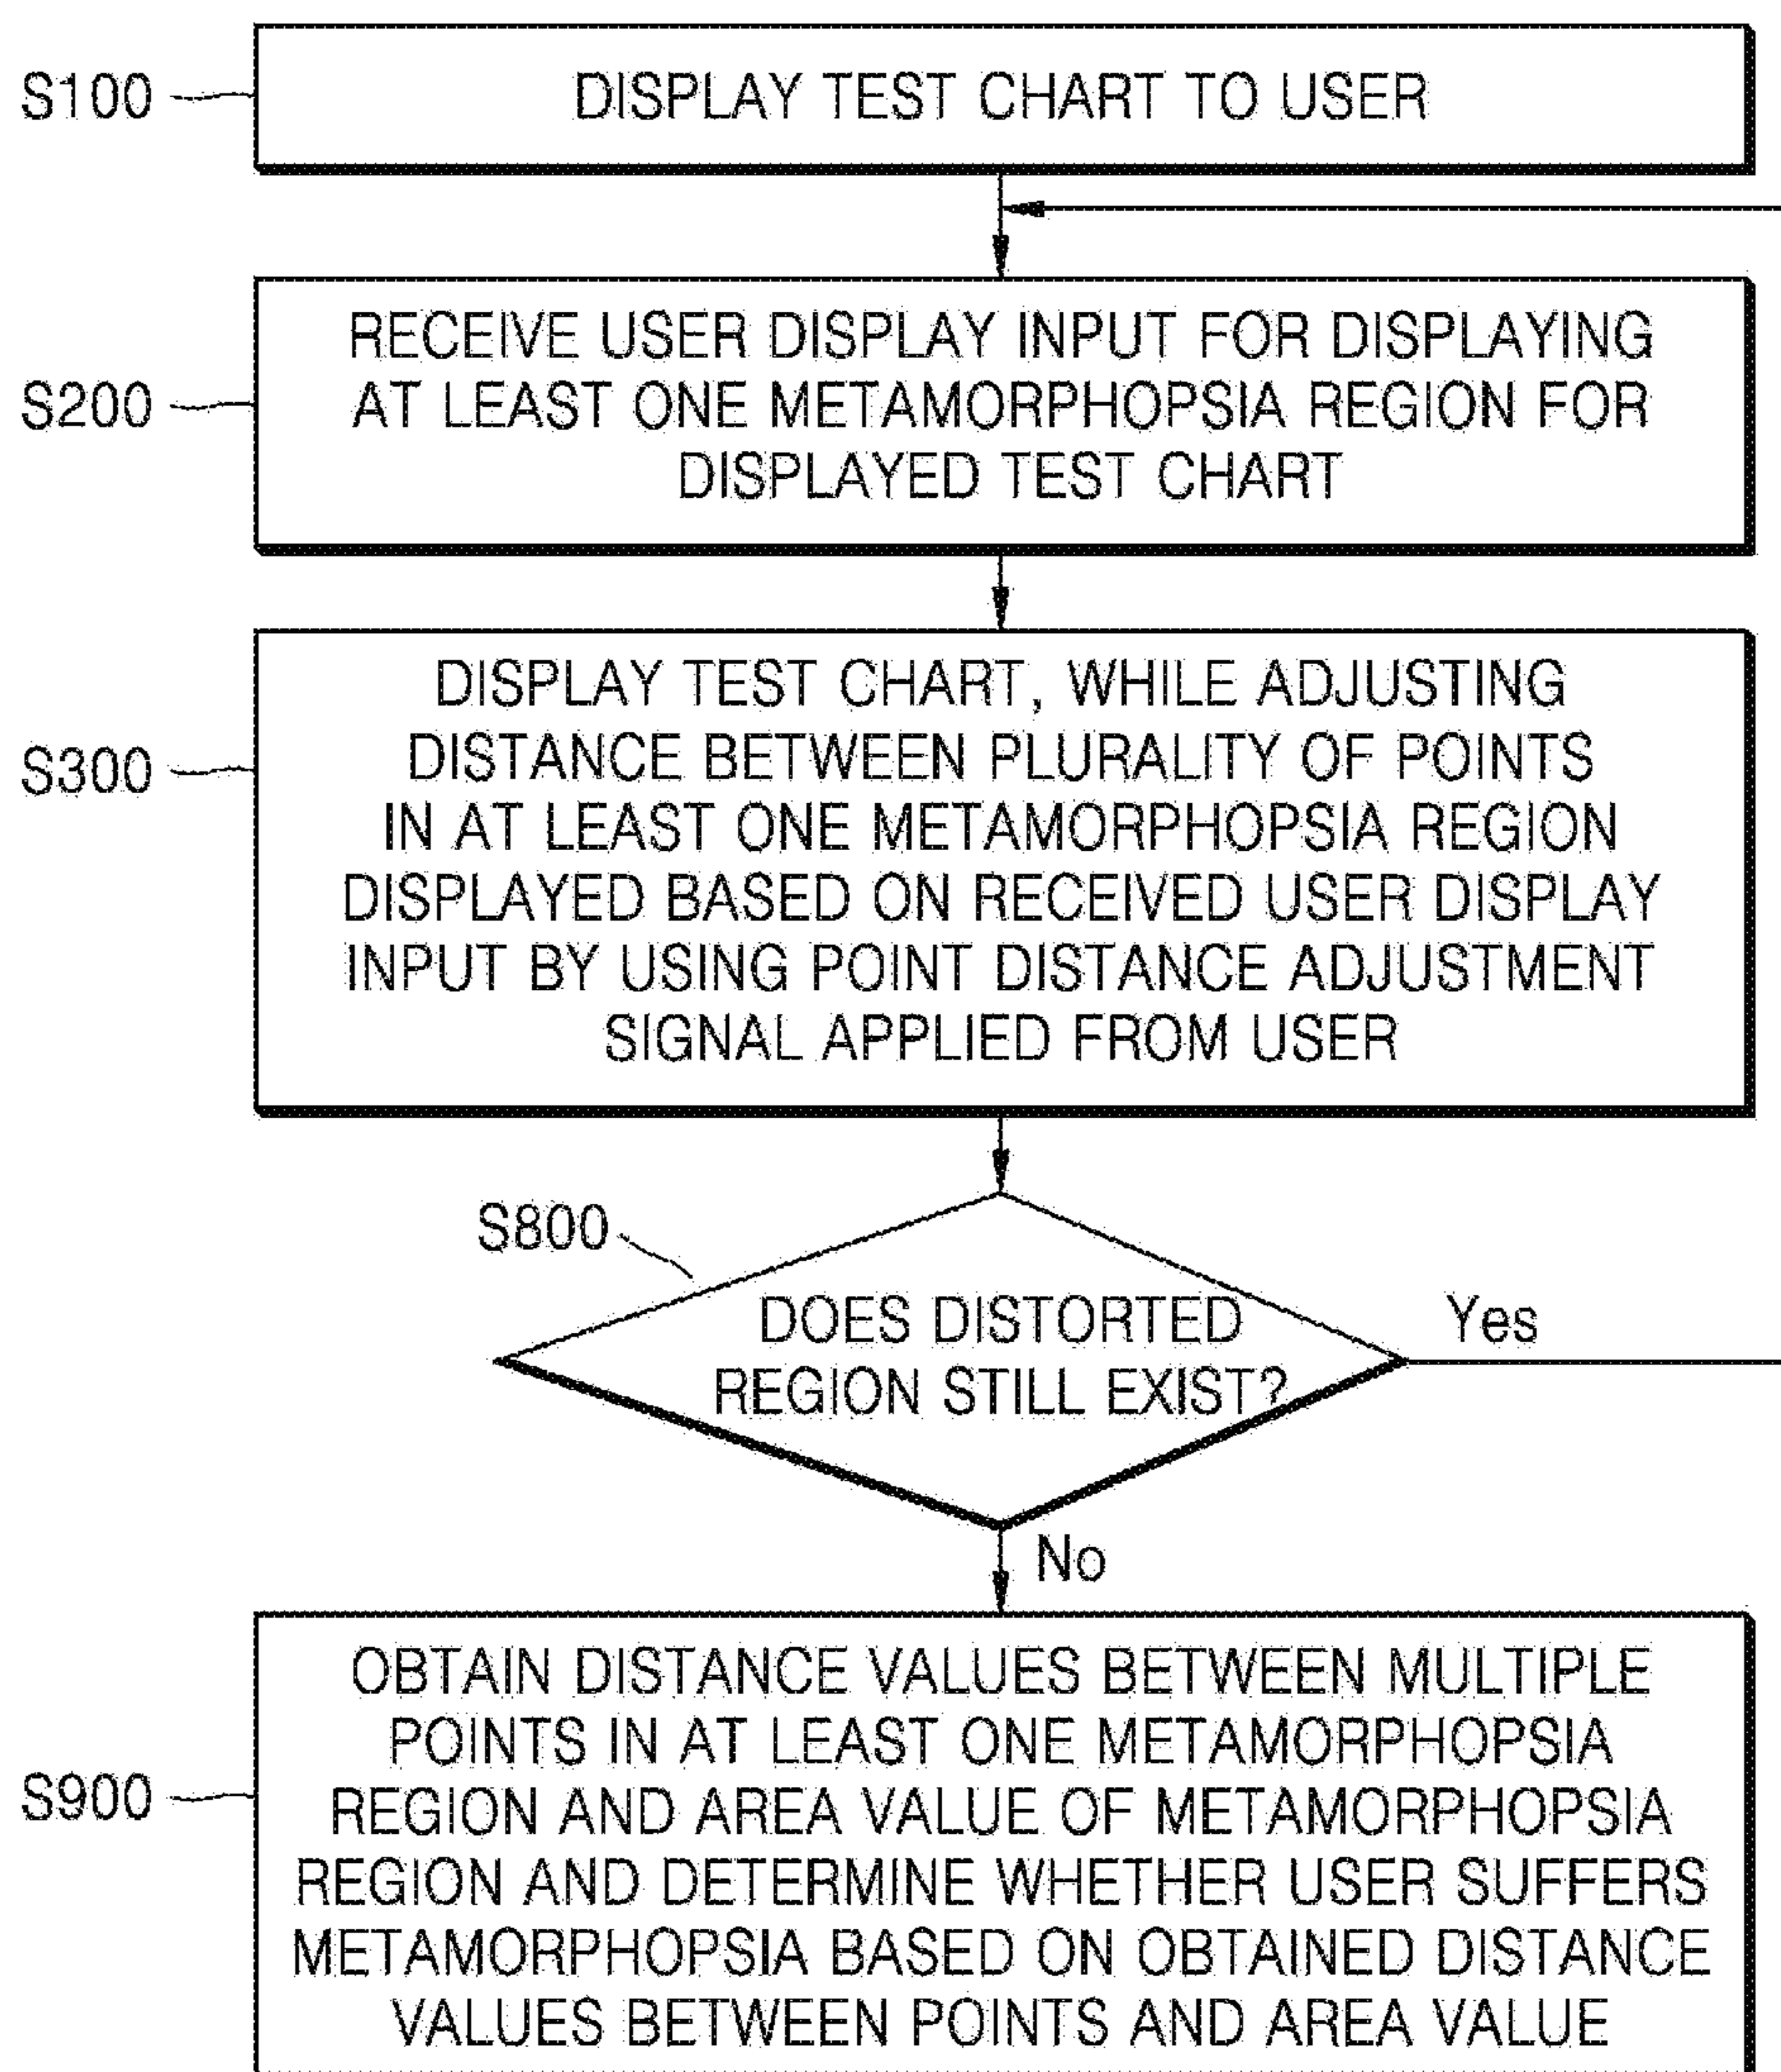 S100
DISPLAY TEST CHART TO USER
S200
RECEIVE USER DISPLAY INPUT FOR DISPLAYING
AT LEAST ONE METAMORPHOPSIA REGION FOR
DISPLAYED TEST CHART
S300
DISPLAY TEST CHART, WHILE ADJUSTING
DISTANCE BETWEEN PLURALITY OF POINTS
IN AT LEAST ONE METAMORPHOPSIA REGION
DISPLAYED BASED ON RECEIVED USER DISPLAY
INPUT BY USING POINT DISTANCE ADJUSTMENT
SIGNAL APPLIED FROM USER
S800
DOES DISTORTED
REGION STILL EXIST?
Yes
No
S900
OBTAIN DISTANCE VALUES BETWEEN MULTIPLE
POINTS IN AT LEAST ONE METAMORPHOPSIA
REGION AND AREA VALUE OF METAMORPHOPSIA
REGION AND DETERMINE WHETHER USER SUFFERS
METAMORPHOPSIA BASED ON OBTAINED DISTANCE
VALUES BETWEEN POINTS AND AREA VALUE